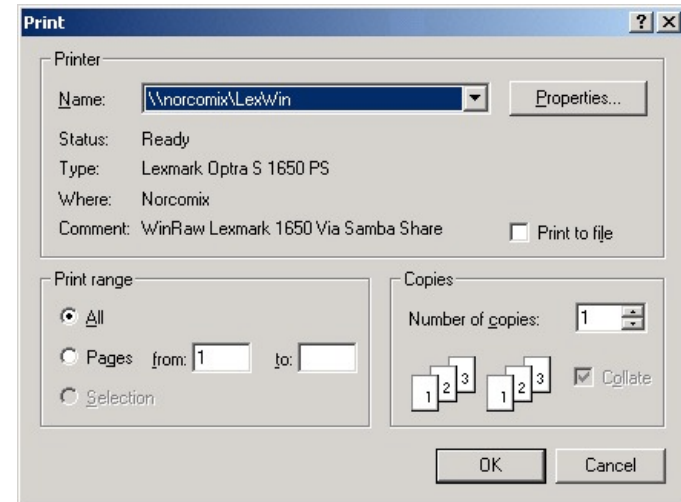 Print
Printer
Name: \\norcomix\LexWin Properties...
Status: Ready
Type: Lexmark Optra S 1650 PS
Where: Norcomix
Comment: WinRaw Lexmark 1650 Via Samba Share Print to file
Print range
All
Pages from: 1 to:
Selection
Copies
Number of copies: 1
1 2 3 1 2 3 Collate
OK Cancel